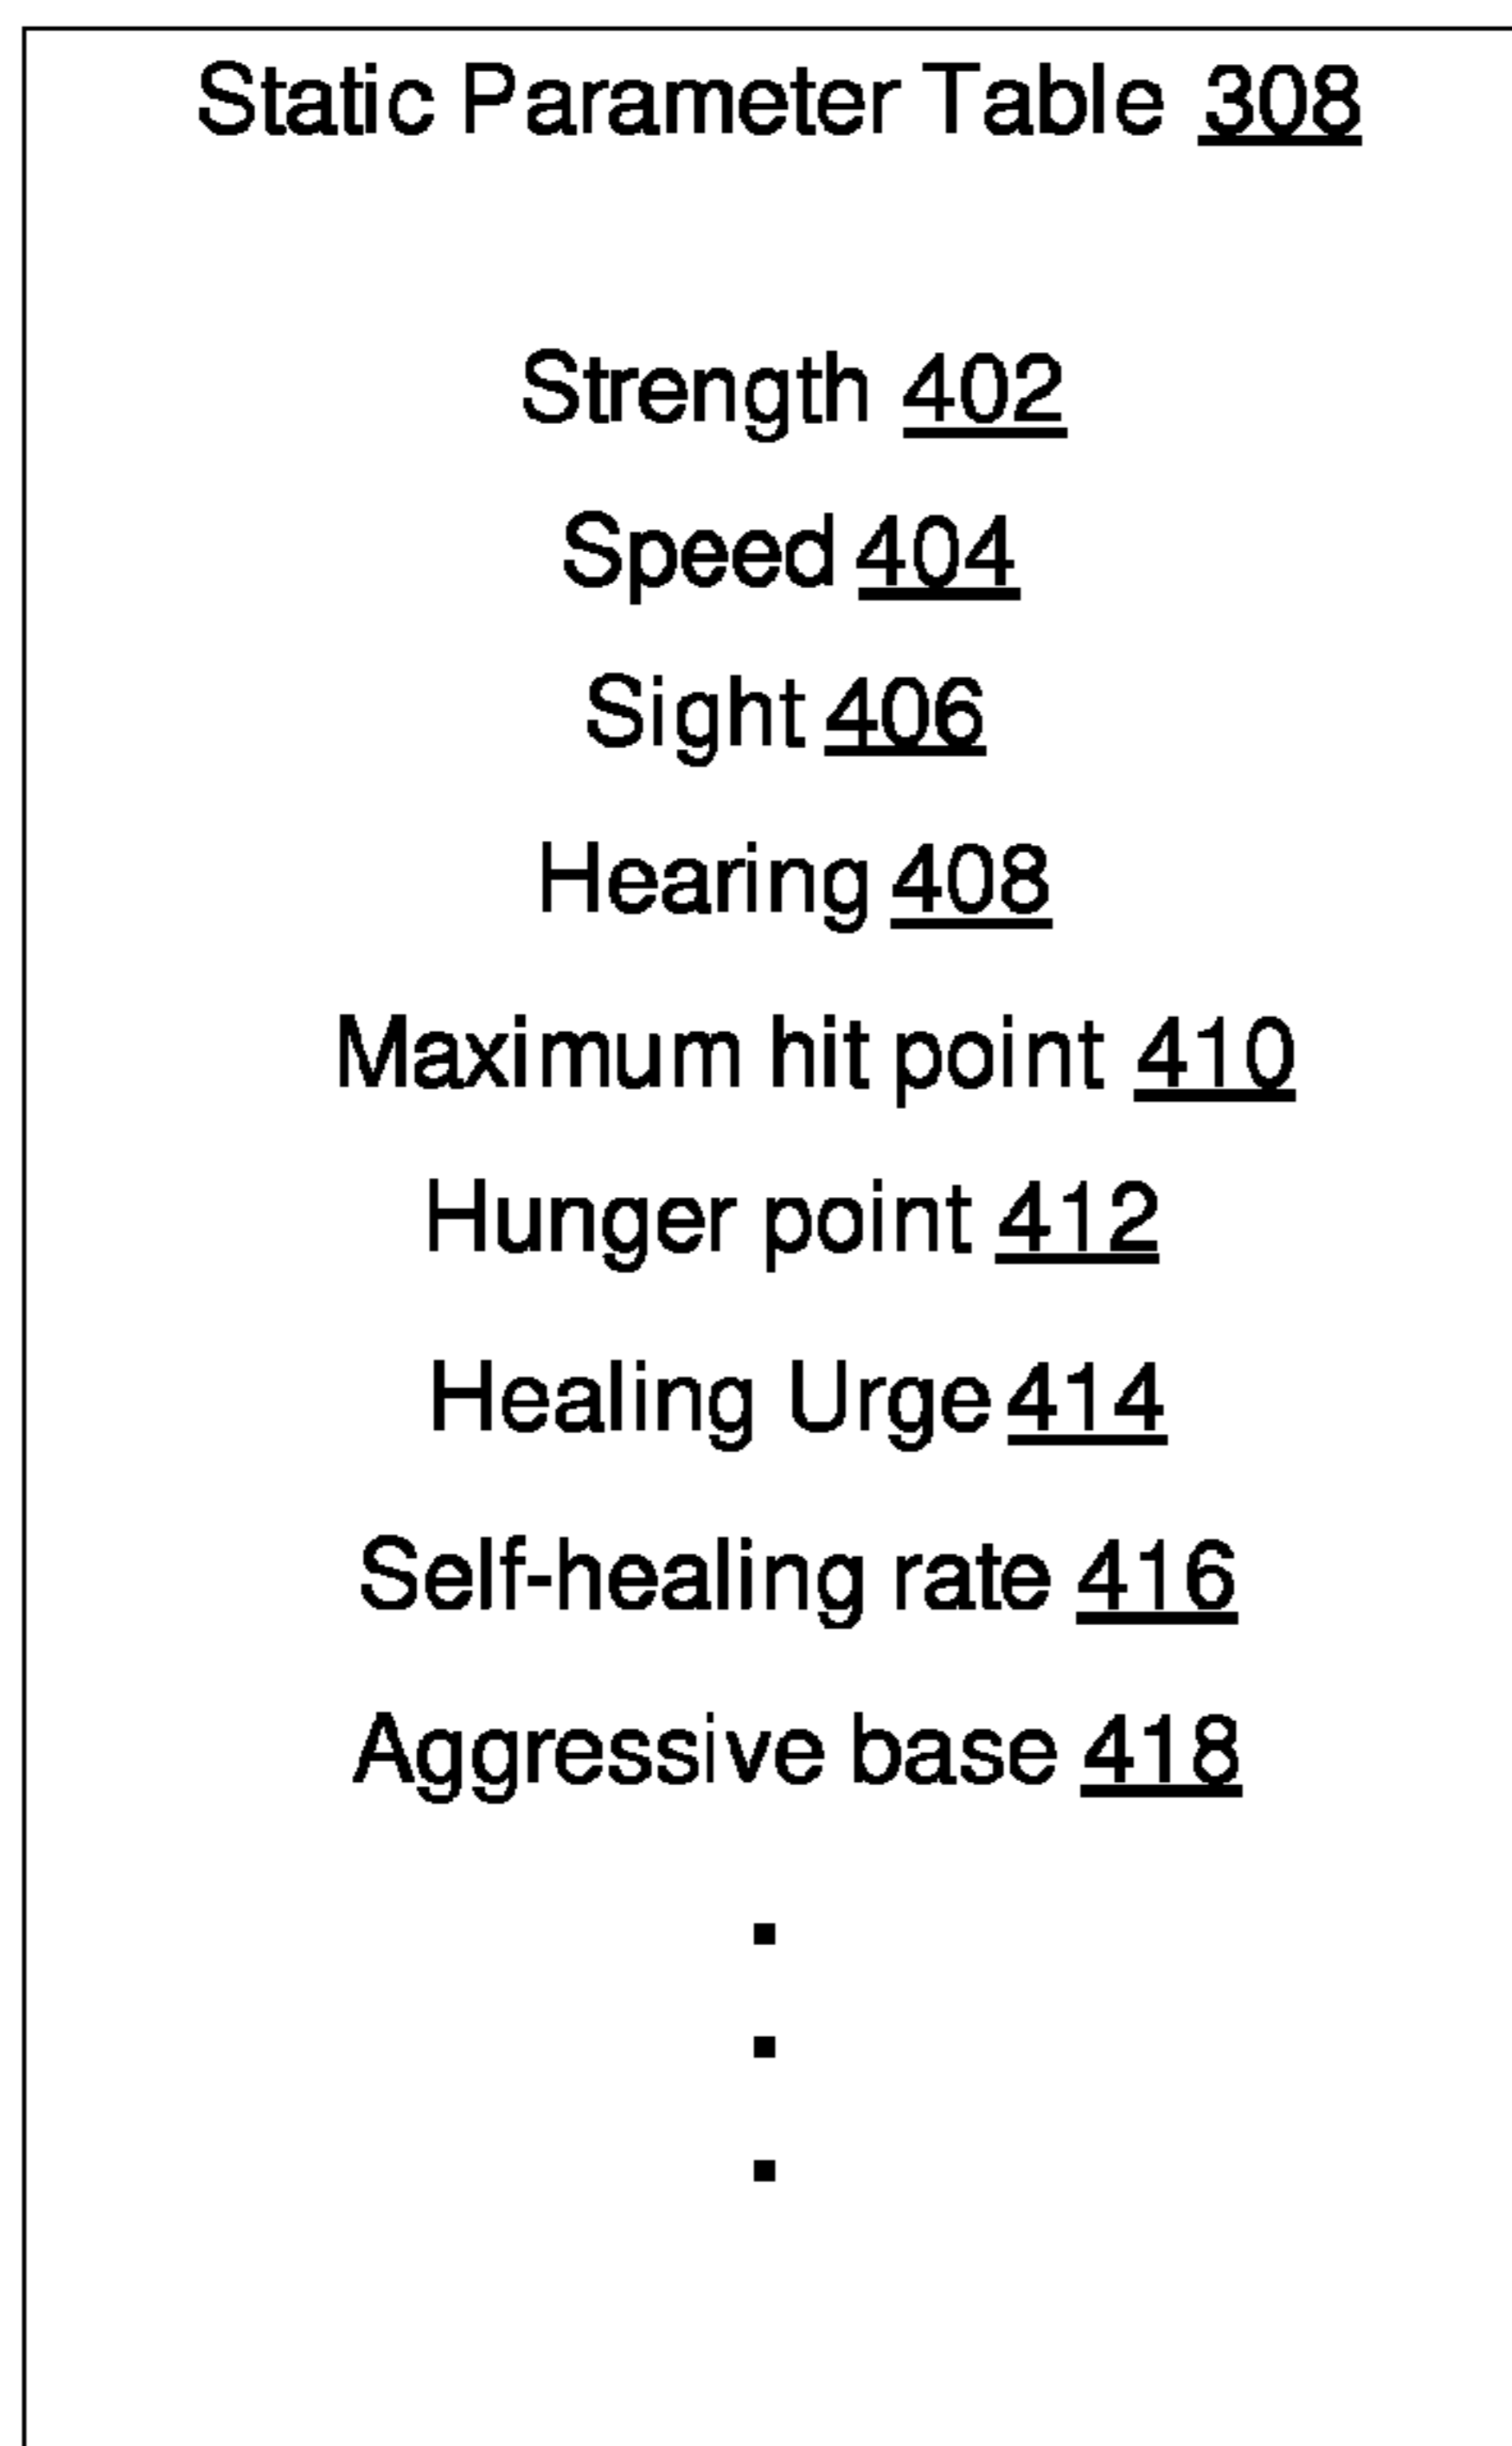 Static Parameter Table 308
Strength 402
Speed 404
Sight 406
Hearing 408
Maximum hit point 410
Hunger point 412
Healing Urge 414
Self-healing rate 416
Aggressive base 418